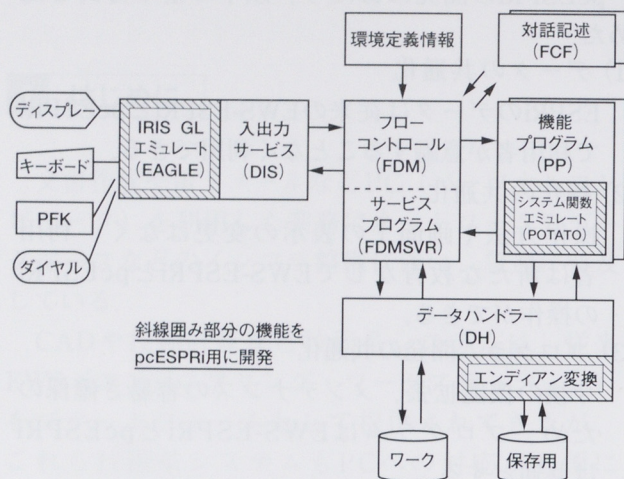 環境定義情報
対話記述
(FCF)
ディスプレー
キーボード
PFK
ダイヤル
IRIS GL
エミュレート
(EAGLE)
入出力
サービス
(DIS)
フロー
コントロール
(FDM)
サービス
プログラム
(FDMSVR)
機能
プログラム
(PP)
システム関数
エミュレート
(POTATO)
斜線囲み部分の機能を
pcESPRi用に開発
データハンドラー
(DH)
エンディアン変換
ワーク
保存用